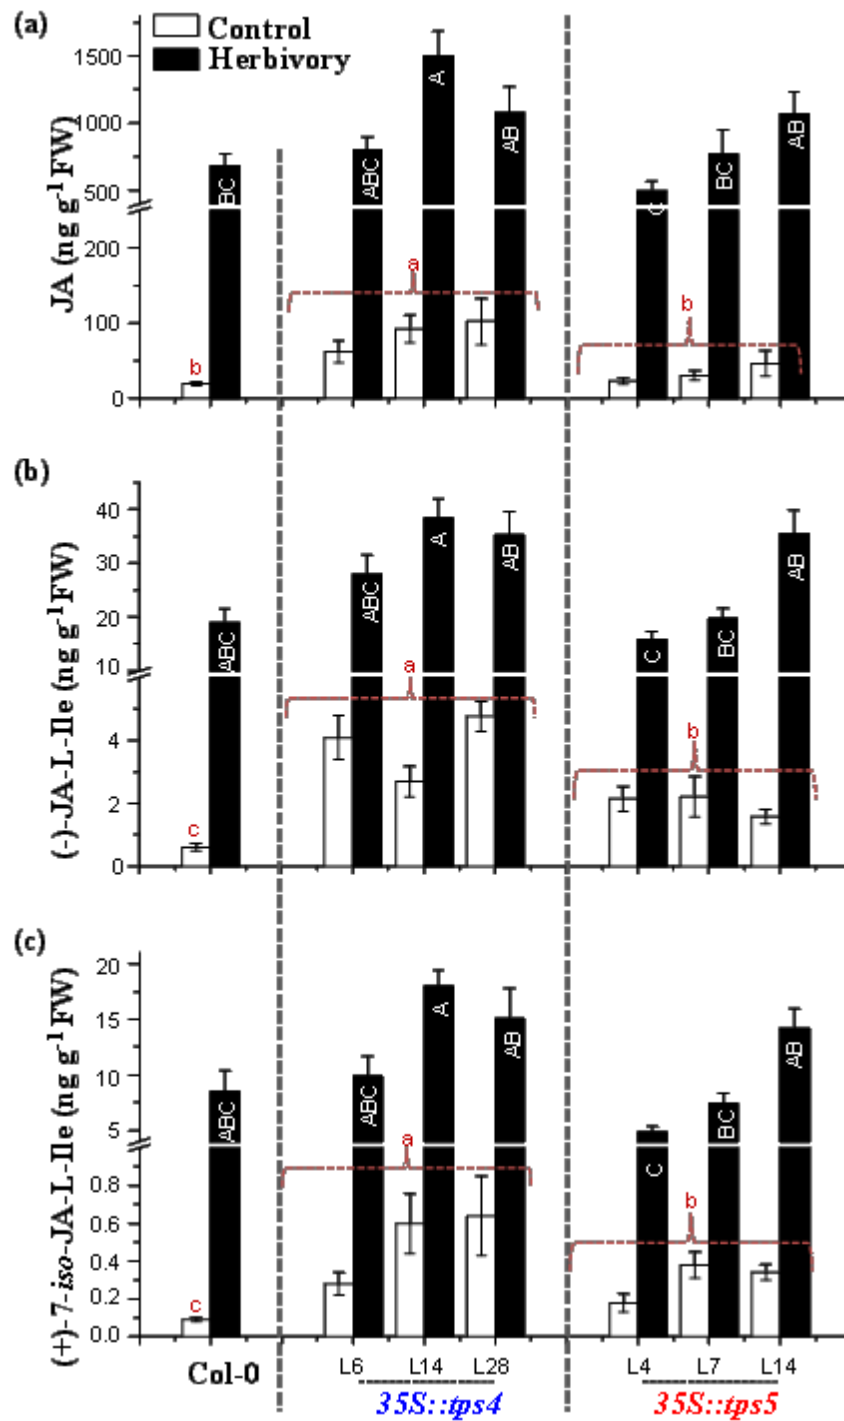 (a)
Control
Herbivory
JA (ng g-1FW)
1500
1000
500
200
100
0
b
BC
ABC
A
AB
a
C
BC
AB
b
(b)
(-)-JA-L-Ile (ng g-1FW)
40
30
20
10
4
2
0
c
ABC
ABC
A
AB
a
C
BC
AB
b
(c)
(+)-7-iso-JA-L-Ile (ng g-1FW)
20
15
10
5
0.8
0.6
0.4
0.2
0.0
c
ABC
ABC
A
AB
a
C
BC
AB
b
Col-0
L6 L14 L28
L4 L7 L14
35S::tps4
35S::tps5